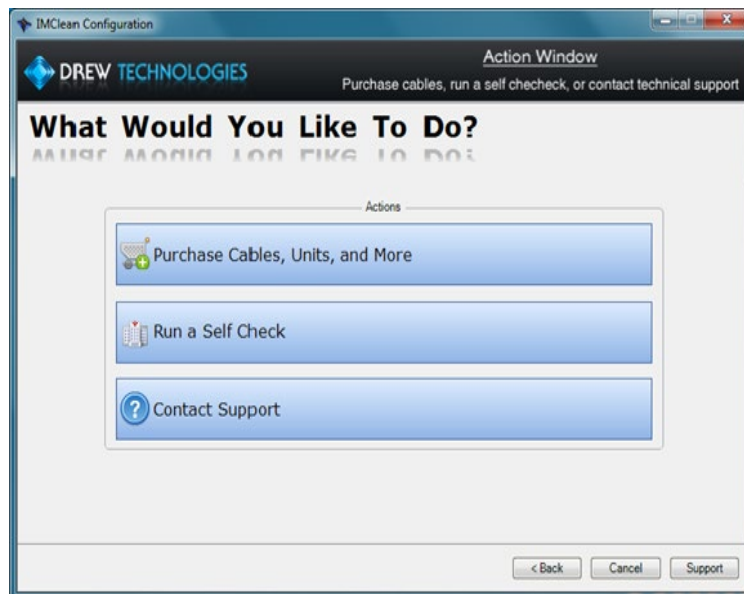 IMClean Configuration
DREW TECHNOLOGIES
Action Window
Purchase cables, run a self checheck, or contact technical support
What Would You Like To Do?
Actions
Purchase Cables, Units, and More
Run a Self Check
Contact Support
< Back
Cancel
Support